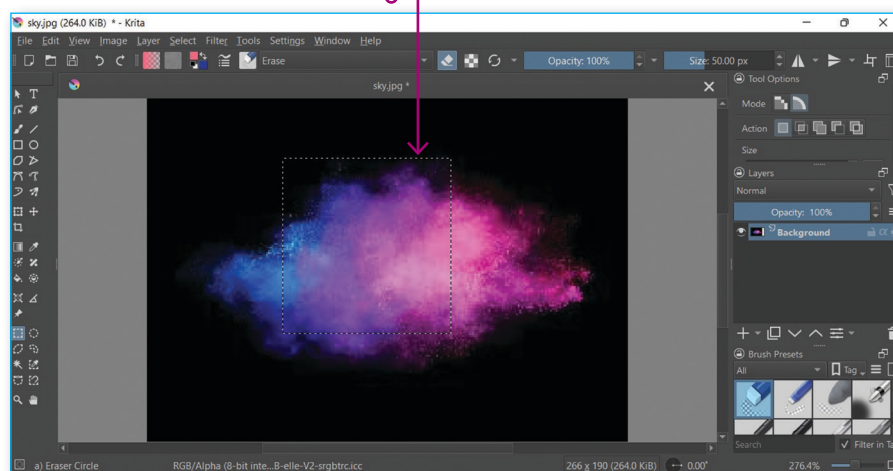 sky.jpg (264.0 KiB) * - Krita
File Edit View Image Layer Select Filter Tools Settings Window Help
Erase Opacity: 100% Size: 50.00 px
sky.jpg *
T
Tool Options
Mode
Action
Size
Layers
Normal
Opacity: 100%
Background
Brush Presets
All Tag
Search Filter in Ta
a) Eraser Circle RGB/Alpha (8-bit inte...B-elle-V2-srgbtrc.icc 266 x 190 (264.0 KiB) 0.00° 276.4%